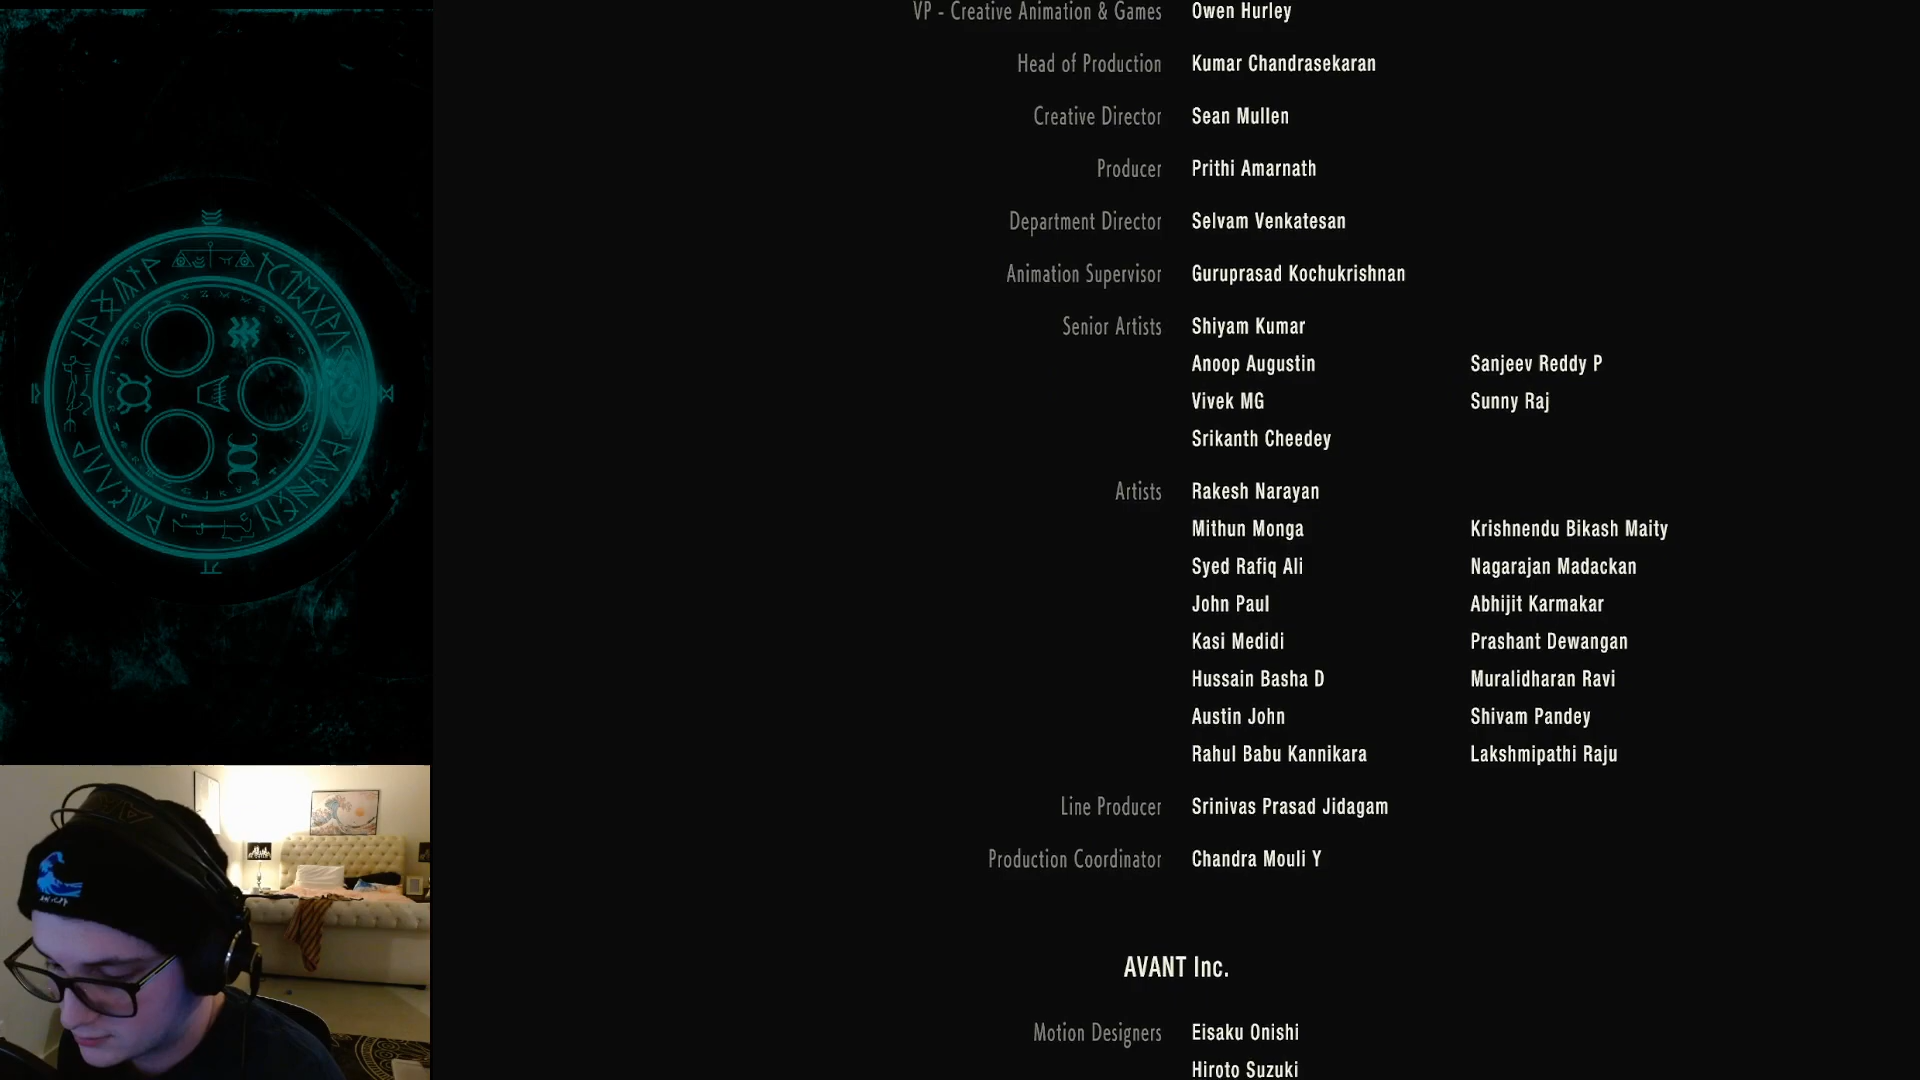 VP - Creative Animation & Games Owen Hurley
Head of Production Kumar Chandrasekaran
Creative Director Sean Mullen
Producer Prithi Amarnath
Department Director Selvam Venkatesan
Animation Supervisor Guruprasad Kochukrishnan
Senior Artists Shiyam Kumar
Anoop Augustin Sanjeev Reddy P
Vivek MG Sunny Raj
Srikanth Cheedey
Artists Rakesh Narayan
Mithun Monga Krishnendu Bikash Maity
Syed Rafiq Ali Nagarajan Madackan
John Paul Abhijit Karmakar
Kasi Medidi Prashant Dewangan
Hussain Basha D Muralidharan Ravi
Austin John Shivam Pandey
Rahul Babu Kannikara Lakshmipathi Raju
Line Producer Srinivas Prasad Jidagam
Production Coordinator Chandra Mouli Y
AVANT Inc.
Motion Designers Eisaku Onishi
Hiroto Suzuki